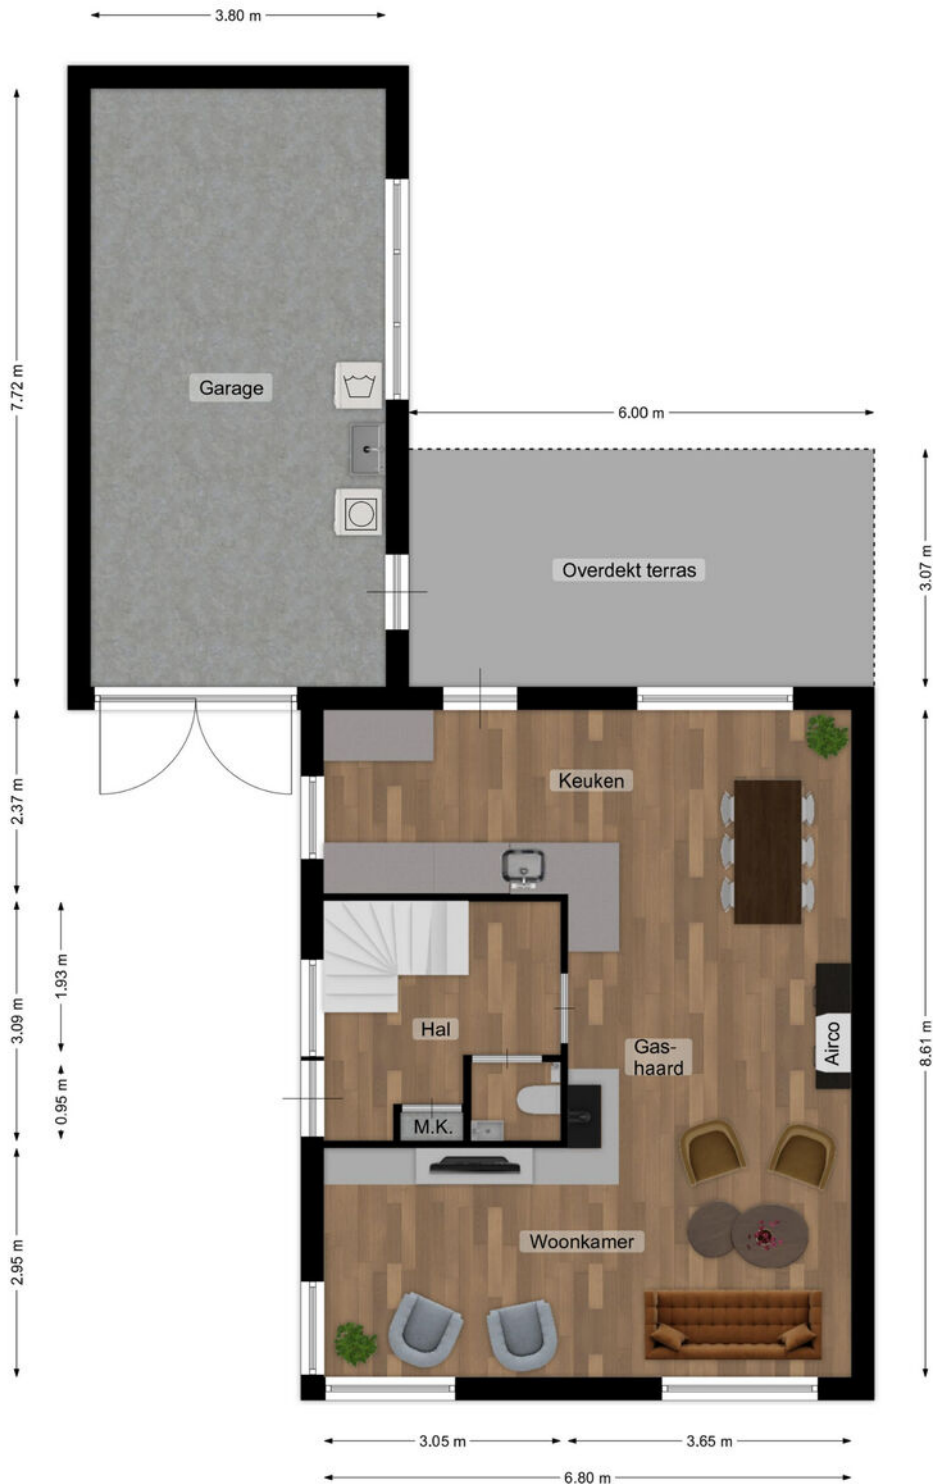 3.80 m
7.72 m
Garage
6.00 m
Overdekt terras
3.07 m
Keuken
2.37 m
1.93 m
3.09 m
Hal
Gas-
haard
Airco
8.61 m
0.95 m
M.K.
Woonkamer
2.95 m
3.05 m
3.65 m
6.80 m